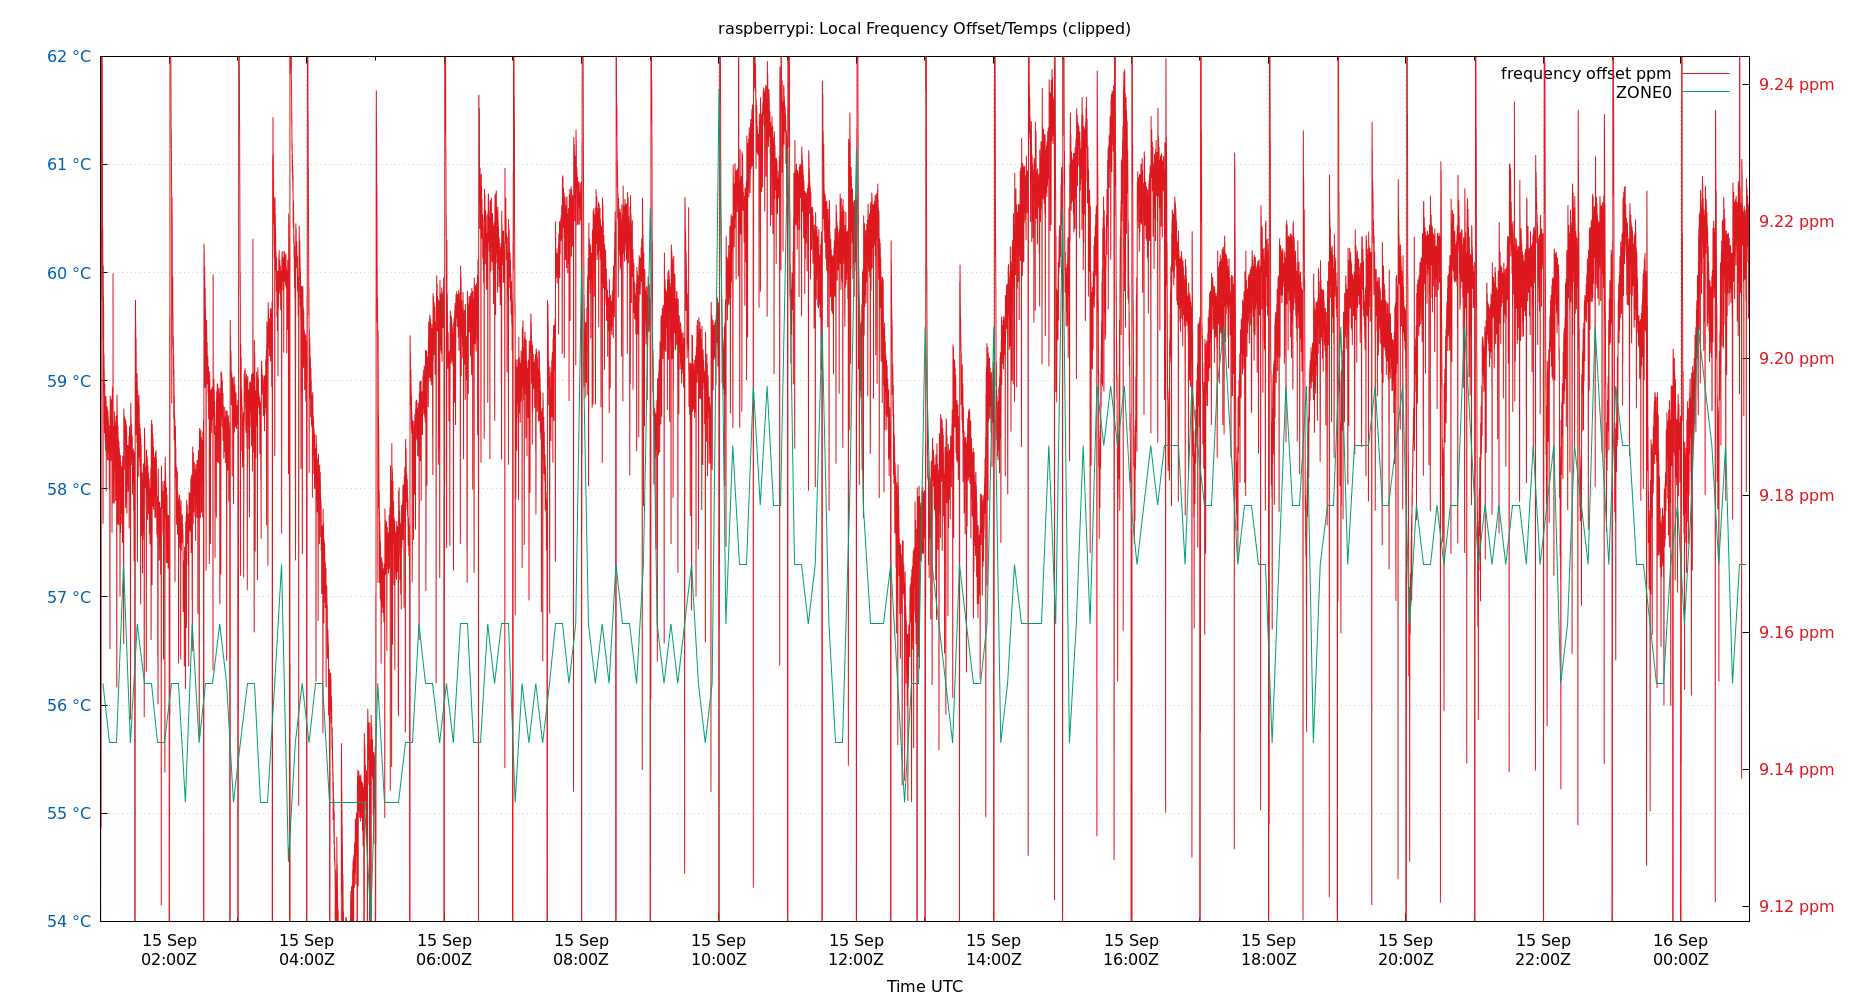 raspberrypi: Local Frequency Offset/Temps (clipped)
frequency offset ppm
ZONE0
62 °C
61 °C
60 °C
59 °C
58 °C
57 °C
56 °C
55 °C
54 °C
9.24 ppm
9.22 ppm
9.20 ppm
9.18 ppm
9.16 ppm
9.14 ppm
9.12 ppm
15 Sep
02:00Z
15 Sep
04:00Z
15 Sep
06:00Z
15 Sep
08:00Z
15 Sep
10:00Z
15 Sep
12:00Z
15 Sep
14:00Z
15 Sep
16:00Z
15 Sep
18:00Z
15 Sep
20:00Z
15 Sep
22:00Z
16 Sep
00:00Z
Time UTC